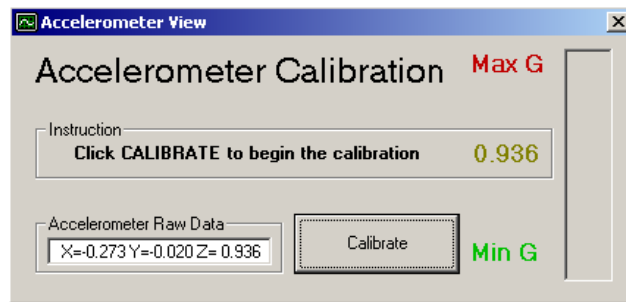 Accelerometer View
Accelerometer Calibration
Max G
Instruction
Click CALIBRATE to begin the calibration
0.936
Accelerometer Raw Data
X=-0.273 Y=-0.020 Z= 0.936
Calibrate
Min G